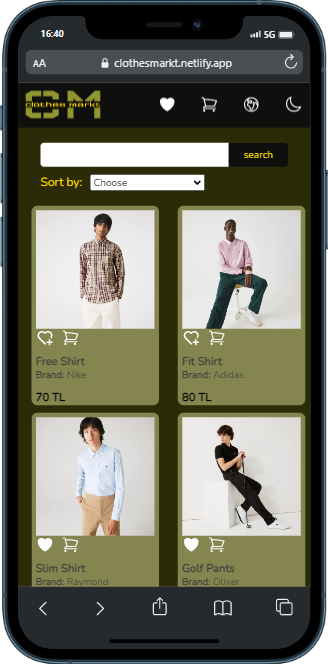 16:40
5G
AA
clothesmarkt.netlify.app
CM
clothes markt
search
Sort by:
Choose
Free Shirt
Brand: Nike
70 TL
Fit Shirt
Brand: Adidas
80 TL
Slim Shirt
Brand: Raymond
Golf Pants
Brand: Oliver